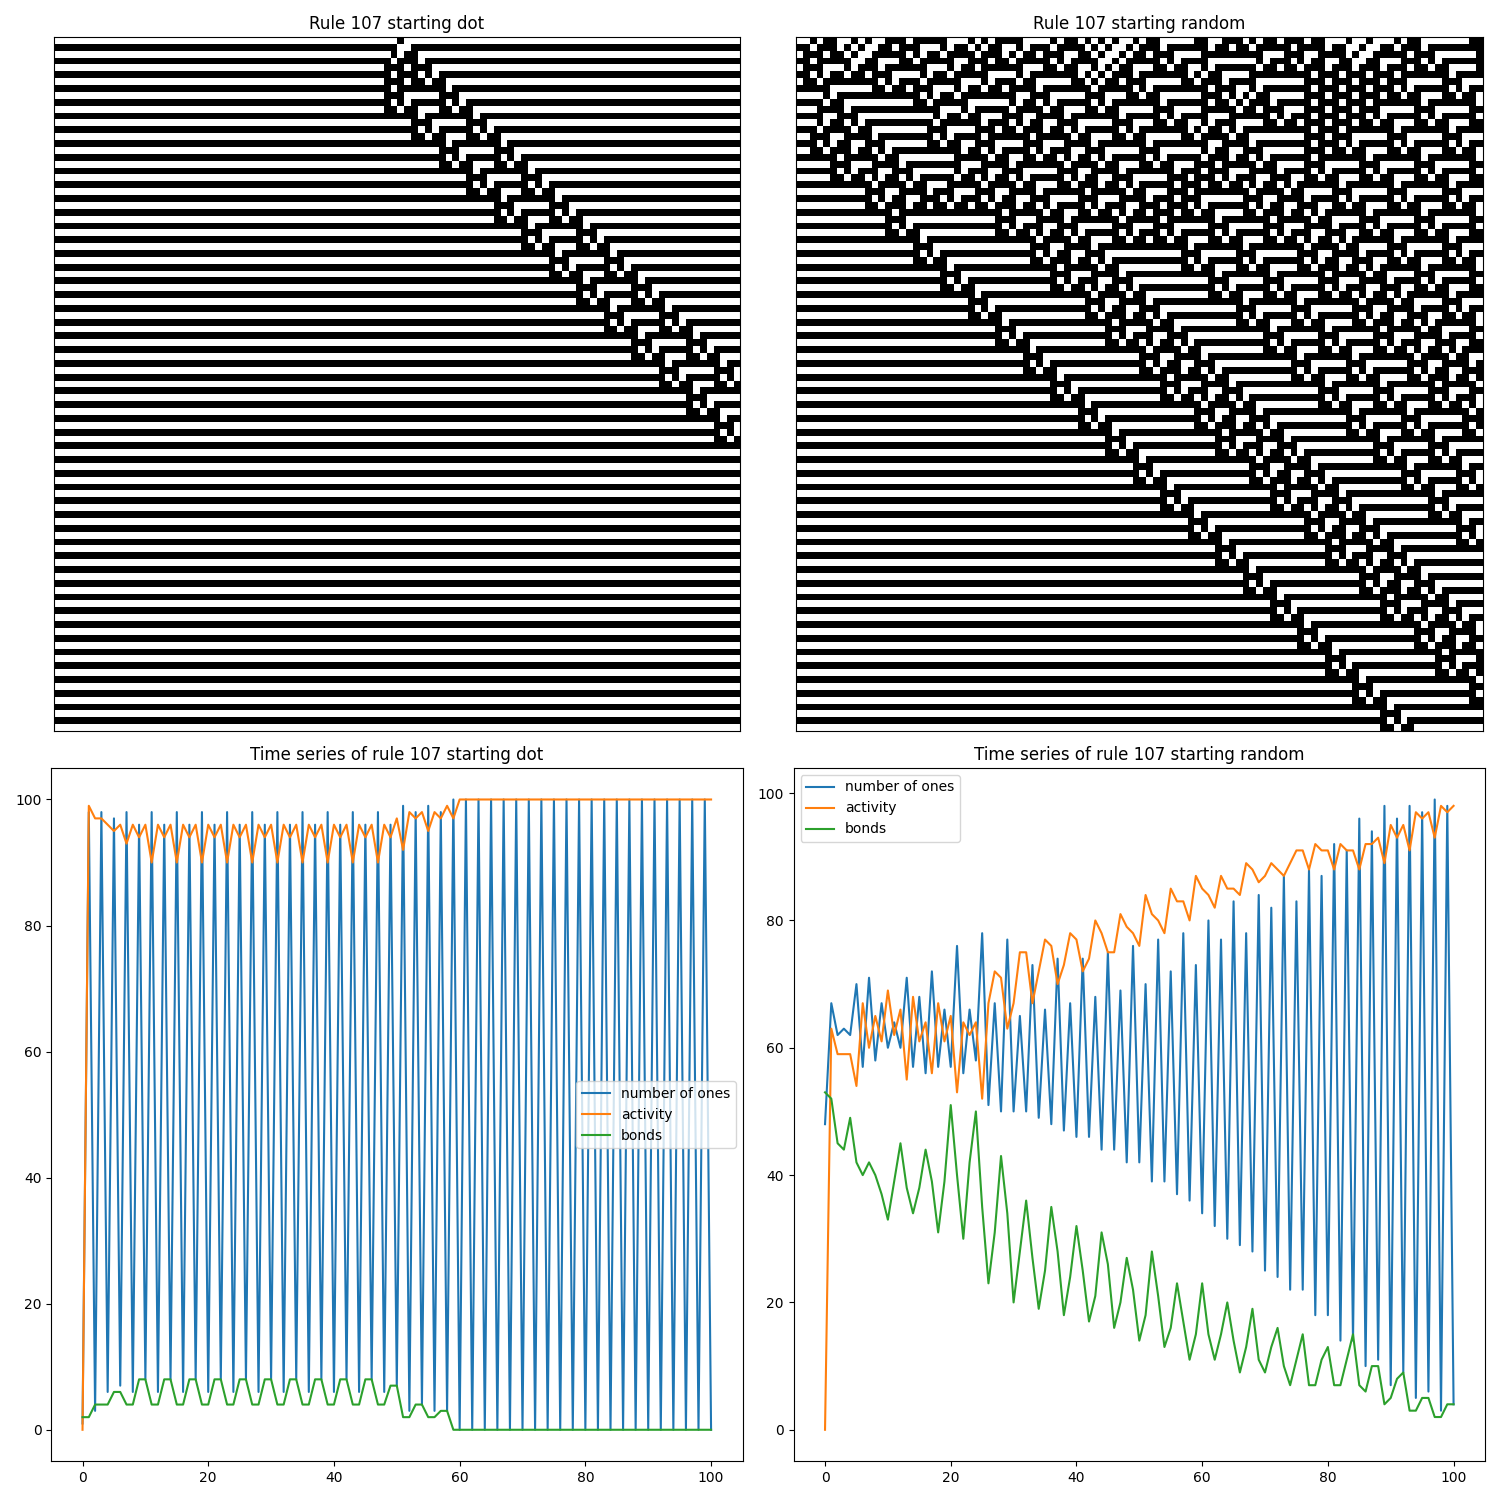 Rule 107 starting dot
Rule 107 starting random
Time series of rule 107 starting dot
100
80
60
40
20
0
number of ones
activity
bonds
0 20 40 60 80 100
Time series of rule 107 starting random
number of ones
activity
bonds
100
80
60
40
20
0
0 20 40 60 80 100